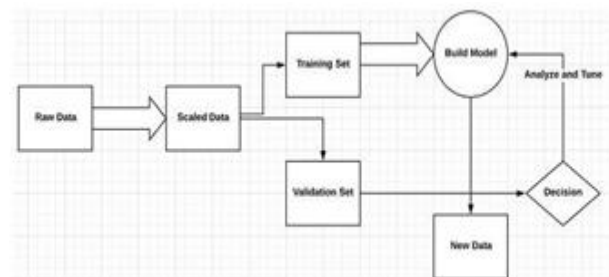 Training Set
Build Model
Analyze and Tune
Raw Data
Scaled Data
Validation Set
Decision
New Data